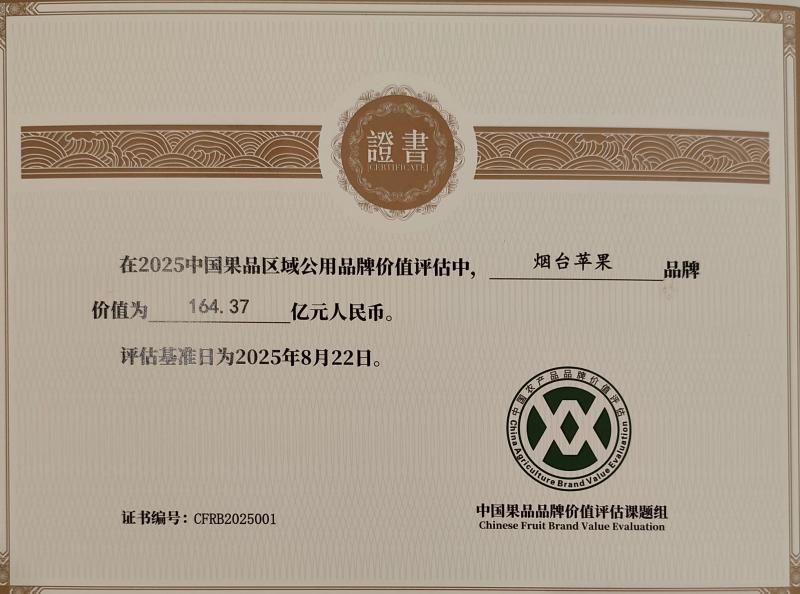 證書
CERTIFICATE
在2025中国果品区域公用品牌价值评估中，烟台苹果品牌
价值为164.37亿元人民币。
评估基准日为2025年8月22日。
中国农产品品牌价值评估
China Agriculture Brand Value Evaluation
证书编号：CFRB2025001
中国果品品牌价值评估课题组
Chinese Fruit Brand Value Evaluation